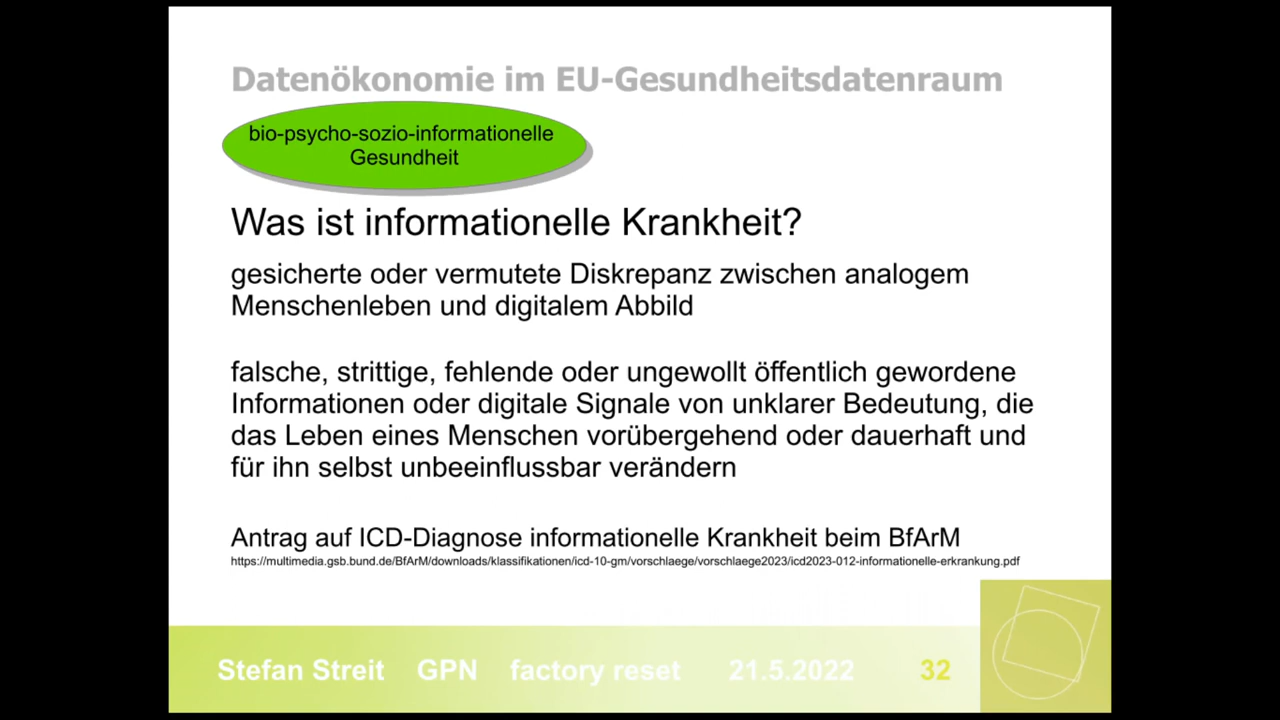 Datenökonomie im EU-Gesundheitsdatenraum
bio-psycho-sozio-informationelle
Gesundheit
Was ist informationelle Krankheit?
gesicherte oder vermutete Diskrepanz zwischen analogem
Menschenleben und digitalem Abbild
falsche, strittige, fehlende oder ungewollt öffentlich gewordene
Informationen oder digitale Signale von unklarer Bedeutung, die
das Leben eines Menschen vorübergehend oder dauerhaft und
für ihn selbst unbeeinflussbar verändern
Antrag auf ICD-Diagnose informationelle Krankheit beim BfArM
https://multimedia.gsb.bund.de/BfArM/downloads/klassifikationen/icd-10-gm/vorschlaege/vorschlaege2023/icd2023-012-informationelle-erkrankung.pdf
Stefan Streit GPN factory reset 21.5.2022 32